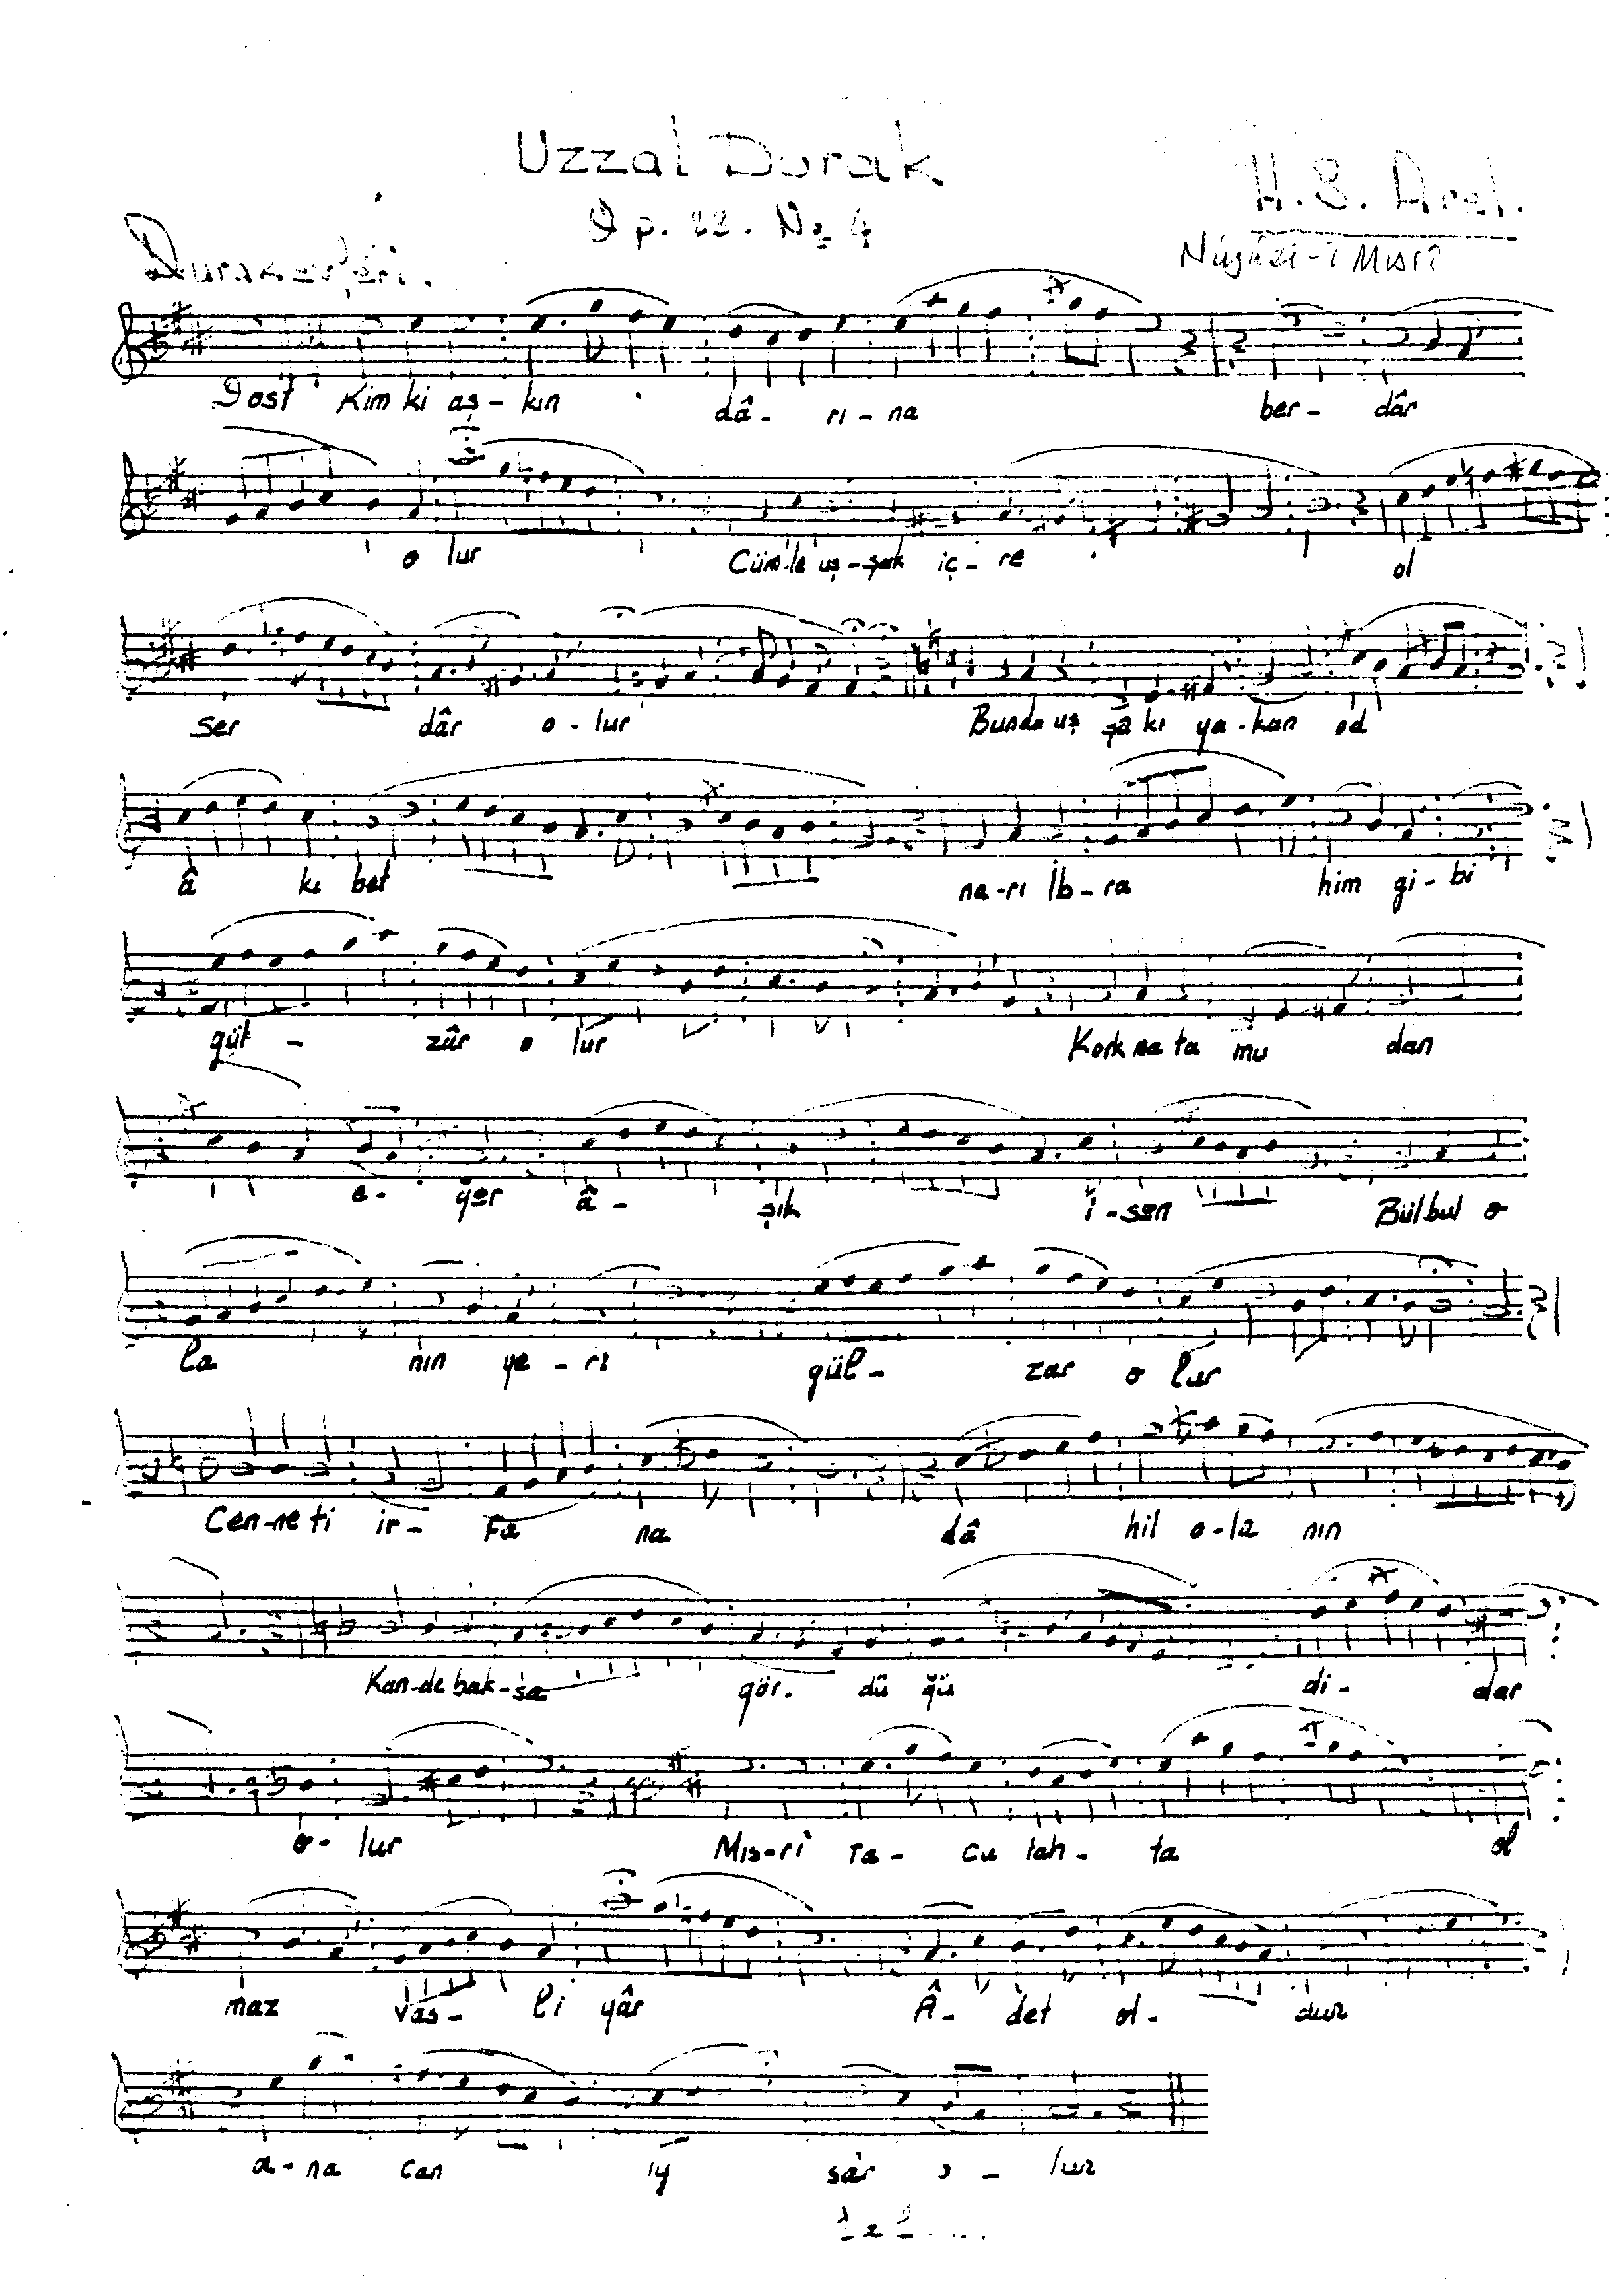 Uzzal Durak
H. S. Arel.
Op. 22. No 4
Niyâzi-i Mısrî
Durakevferi.
Dost Kim ki aş-kın dâ-rı-na ber-dâr
o lur Cüm-le uş-şak iç-re ol
ser dâr o-lur Bunda uş şa kı ya-kan od
â kı bet na-rı İb-ra him gi-bi
gül- zâr o lur Kork ma ta mu dan
e-ğer â- şık i-sen Bülbul o
la nın ye-ri gül- zar o lur
Cen-ne ti ir- fa na dâ hil o-la nın
Kan-de bak-sa gör- dü ğü di- dar
o-lur Mıs-ri ta- cu tah- ta ol
maz vas- li yâr Â- det ol- dur
a-na can iy sâr o- lur